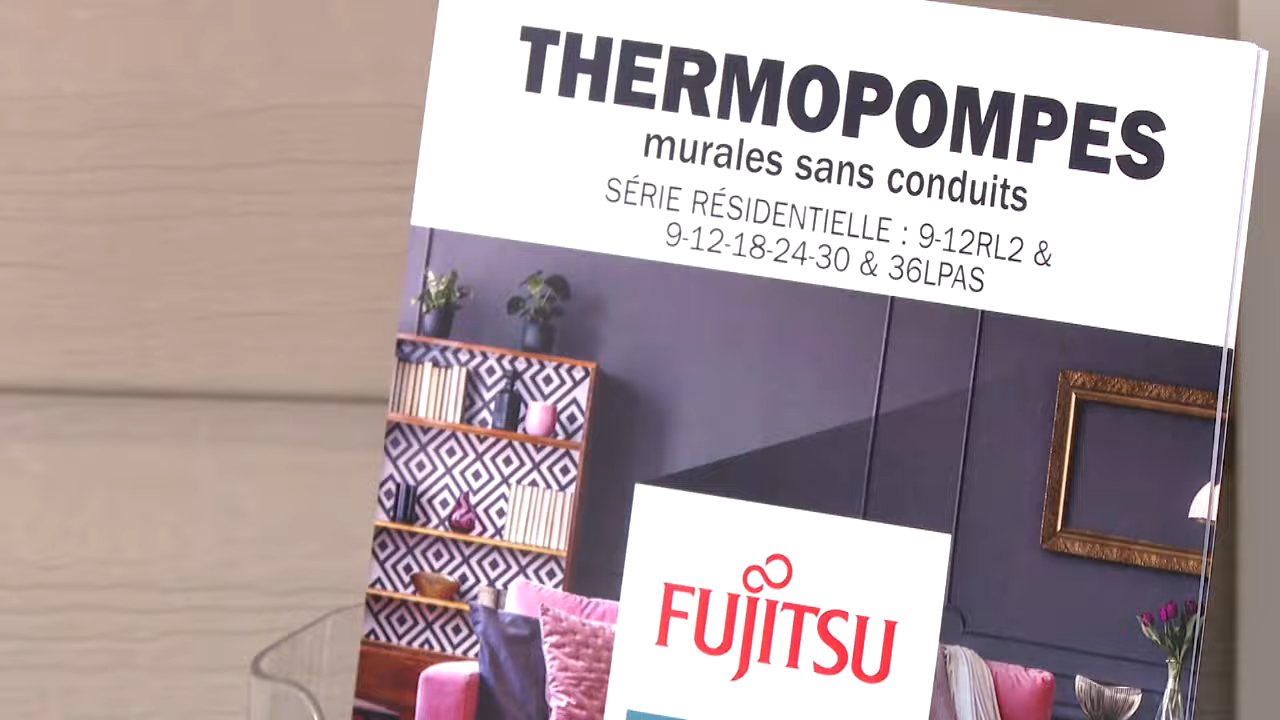 THERMOPOMPES
murales sans conduits
SÉRIE RÉSIDENTIELLE : 9-12RL2 &
9-12-18-24-30 & 36LPAS
FUJITSU